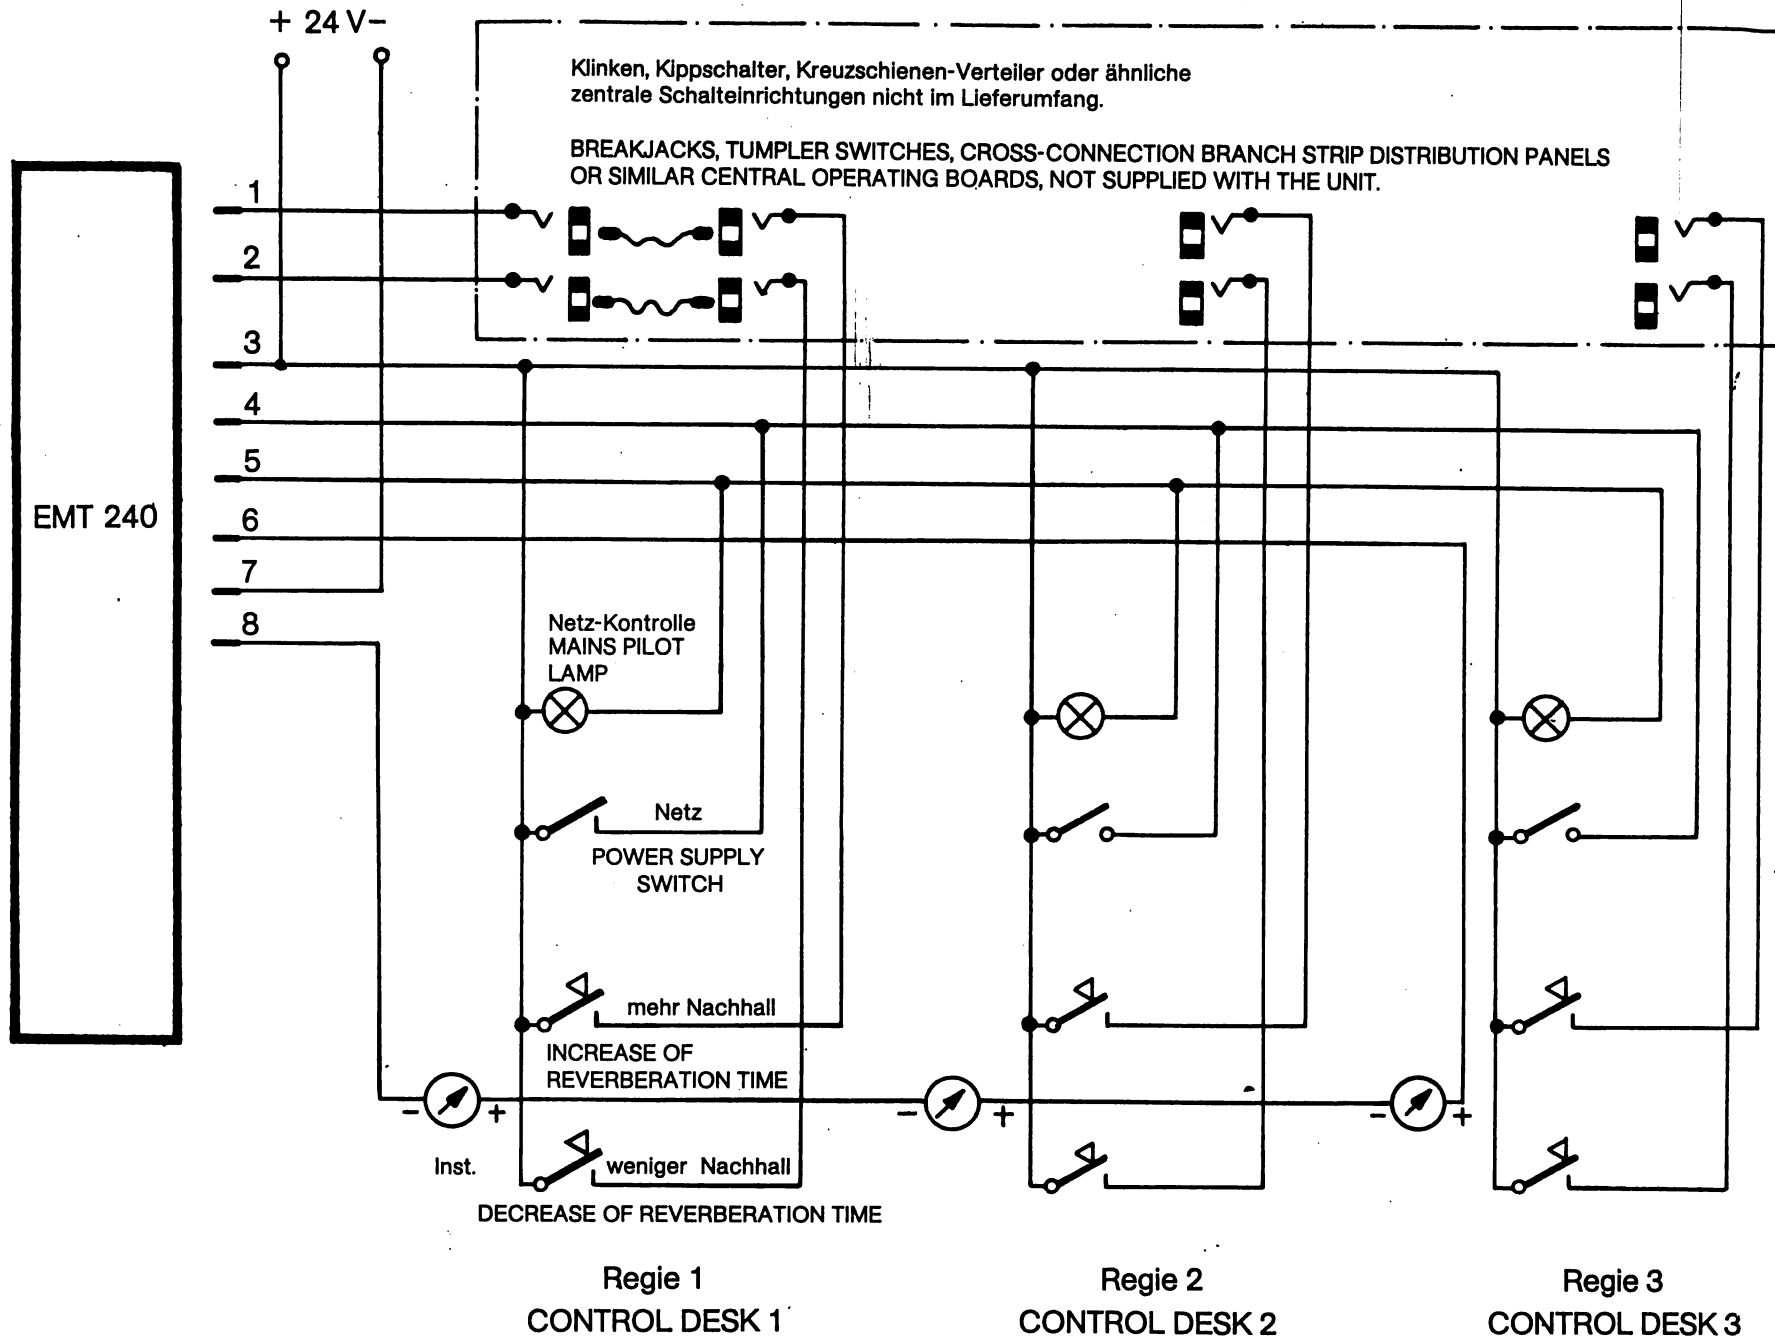 + 24 V -
Klinken, Kippschalter, Kreuzschienen-Verteiler oder ähnliche
zentrale Schalteinrichtungen nicht im Lieferumfang.
BREAKJACKS, TUMPLER SWITCHES, CROSS-CONNECTION BRANCH STRIP DISTRIBUTION PANELS
OR SIMILAR CENTRAL OPERATING BOARDS, NOT SUPPLIED WITH THE UNIT.
1
2
3
4
5
EMT 240
6
7
8
Netz-Kontrolle
MAINS PILOT
LAMP
Netz
POWER SUPPLY
SWITCH
mehr Nachhall
INCREASE OF
REVERBERATION TIME
- +
- +
- +
Inst.
weniger Nachhall
DECREASE OF REVERBERATION TIME
Regie 1
CONTROL DESK 1
Regie 2
CONTROL DESK 2
Regie 3
CONTROL DESK 3